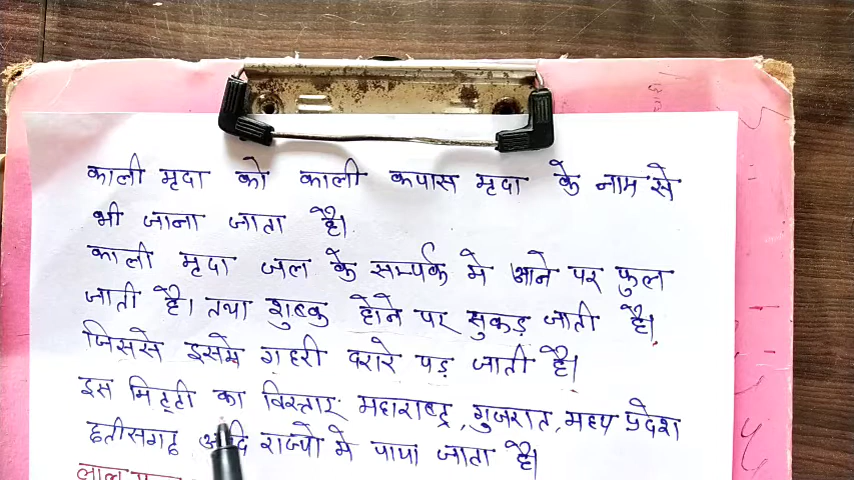 काली मृदा को काली कपास मृदा के नाम से
भी जाना जाता है।
काली मृदा जल के सम्पर्क मे आने पर फुल
जाती है। तथा शुष्क होने पर सुकड़ जाती है।
जिससे इसमे गहरी दरारे पड़ जाती है।
इस मिट्टी का विस्तार महाराष्ट्र, गुजरात, मध्य प्रदेश
छतीसगढ़ आदि राज्यो मे पाया जाता है।
लाल